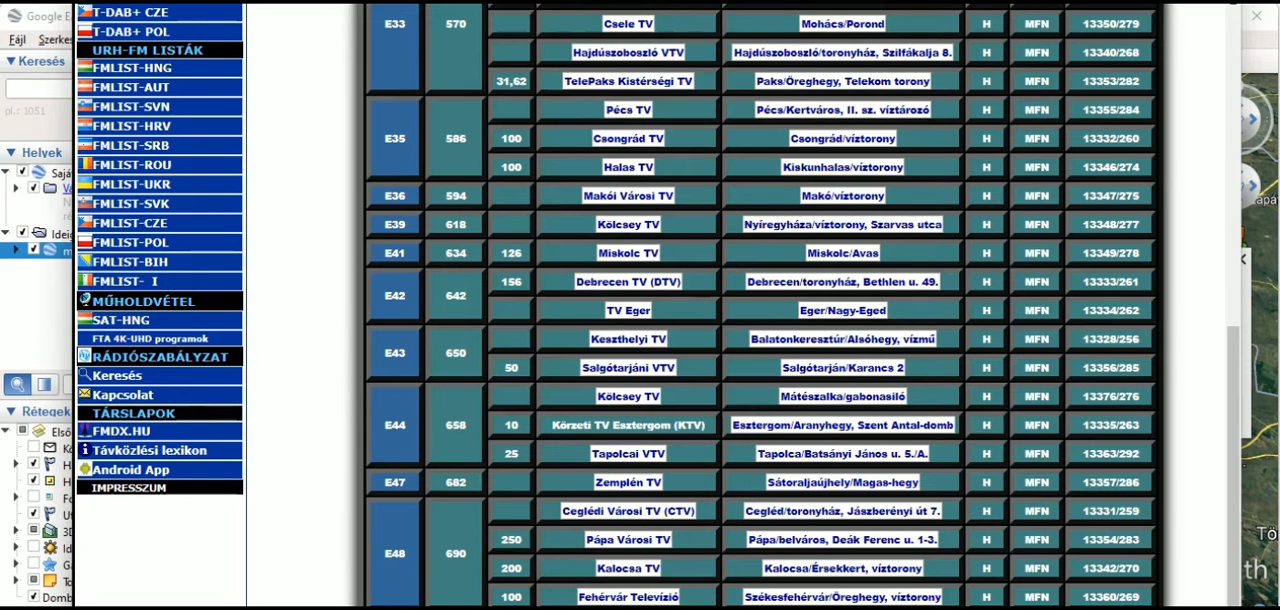 Google E
Fájl Szerkes
Keresés
pl.: 1051
Helyek
Sajá
Ideig
Rétegek
Első
T-DAB+ CZE
T-DAB+ POL
URH-FM LISTÁK
FMLIST-HNG
FMLIST-AUT
FMLIST-SVN
FMLIST-HRV
FMLIST-SRB
FMLIST-ROU
FMLIST-UKR
FMLIST-SVK
FMLIST-CZE
FMLIST-POL
FMLIST-BIH
FMLIST- I
MŰHOLDVÉTEL
SAT-HNG
FTA 4K-UHD programok
RÁDIÓSZABÁLYZAT
Keresés
Kapcsolat
TÁRSLAPOK
FMDX.HU
Távközlési lexikon
Android App
IMPRESSZUM
E33 570 Csele TV Mohács/Porond H MFN 13350/279
Hajdúszoboszló VTV Hajdúszoboszló/toronyház, Szilfákalja 8. H MFN 13340/268
31,62 TelePaks Kistérségi TV Paks/Öreghegy, Telekom torony H MFN 13353/282
E35 586 Pécs TV Pécs/Kertváros, II. sz. víztározó H MFN 13355/284
100 Csongrád TV Csongrád/víztorony H MFN 13332/260
100 Halas TV Kiskunhalas/víztorony H MFN 13346/274
E36 594 Makói Városi TV Makó/víztorony H MFN 13347/275
E39 618 Kölcsey TV Nyíregyháza/víztorony, Szarvas utca H MFN 13348/277
E41 634 126 Miskolc TV Miskolc/Avas H MFN 13349/278
E42 642 156 Debrecen TV (DTV) Debrecen/toronyház, Bethlen u. 49. H MFN 13333/261
TV Eger Eger/Nagy-Eged H MFN 13334/262
E43 650 Keszthelyi TV Balatonkeresztúr/Alsóhegy, vízmű H MFN 13328/256
50 Salgótarjáni VTV Salgótarján/Karancs 2 H MFN 13356/285
E44 658 Kölcsey TV Mátészalka/gabonasiló H MFN 13376/276
10 Körzeti TV Esztergom (KTV) Esztergom/Aranyhegy, Szent Antal-domb H MFN 13335/263
25 Tapolcai VTV Tapolca/Batsányi János u. 5./A. H MFN 13363/292
E47 682 Zemplén TV Sátoraljaújhely/Magas-hegy H MFN 13357/286
E48 690 Ceglédi Városi TV (CTV) Cegléd/toronyház, Jászberényi út 7. H MFN 13331/259
250 Pápa Városi TV Pápa/belváros, Deák Ferenc u. 1-3. H MFN 13354/283
200 Kalocsa TV Kalocsa/Érsekkert, víztorony H MFN 13342/270
100 Fehérvár Televízió Székesfehérvár/Öreghegy, víztorony H MFN 13360/269